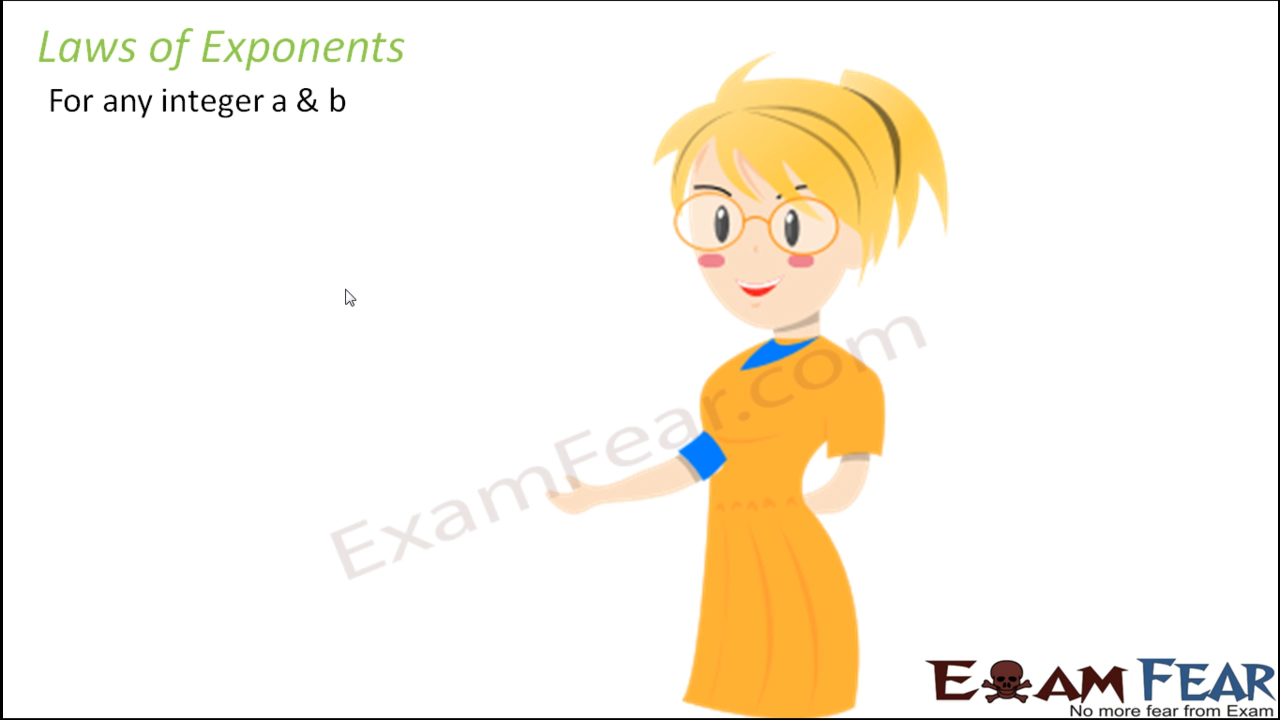 Laws of Exponents
For any integer a & b
ExamFear.com
EXAM FEAR
No more fear from Exam